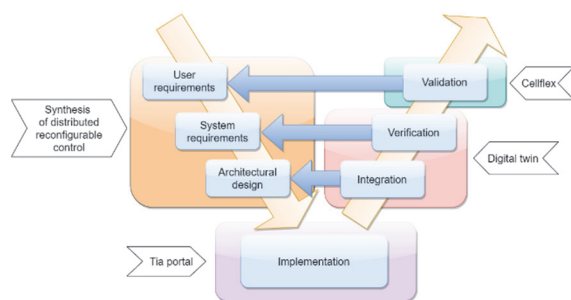 User
requirements
Validation
Cellflex
Synthesis
of distributed
reconfigurable
control
System
requirements
Verification
Digital twin
Architectural
design
Integration
Tia portal
Implementation